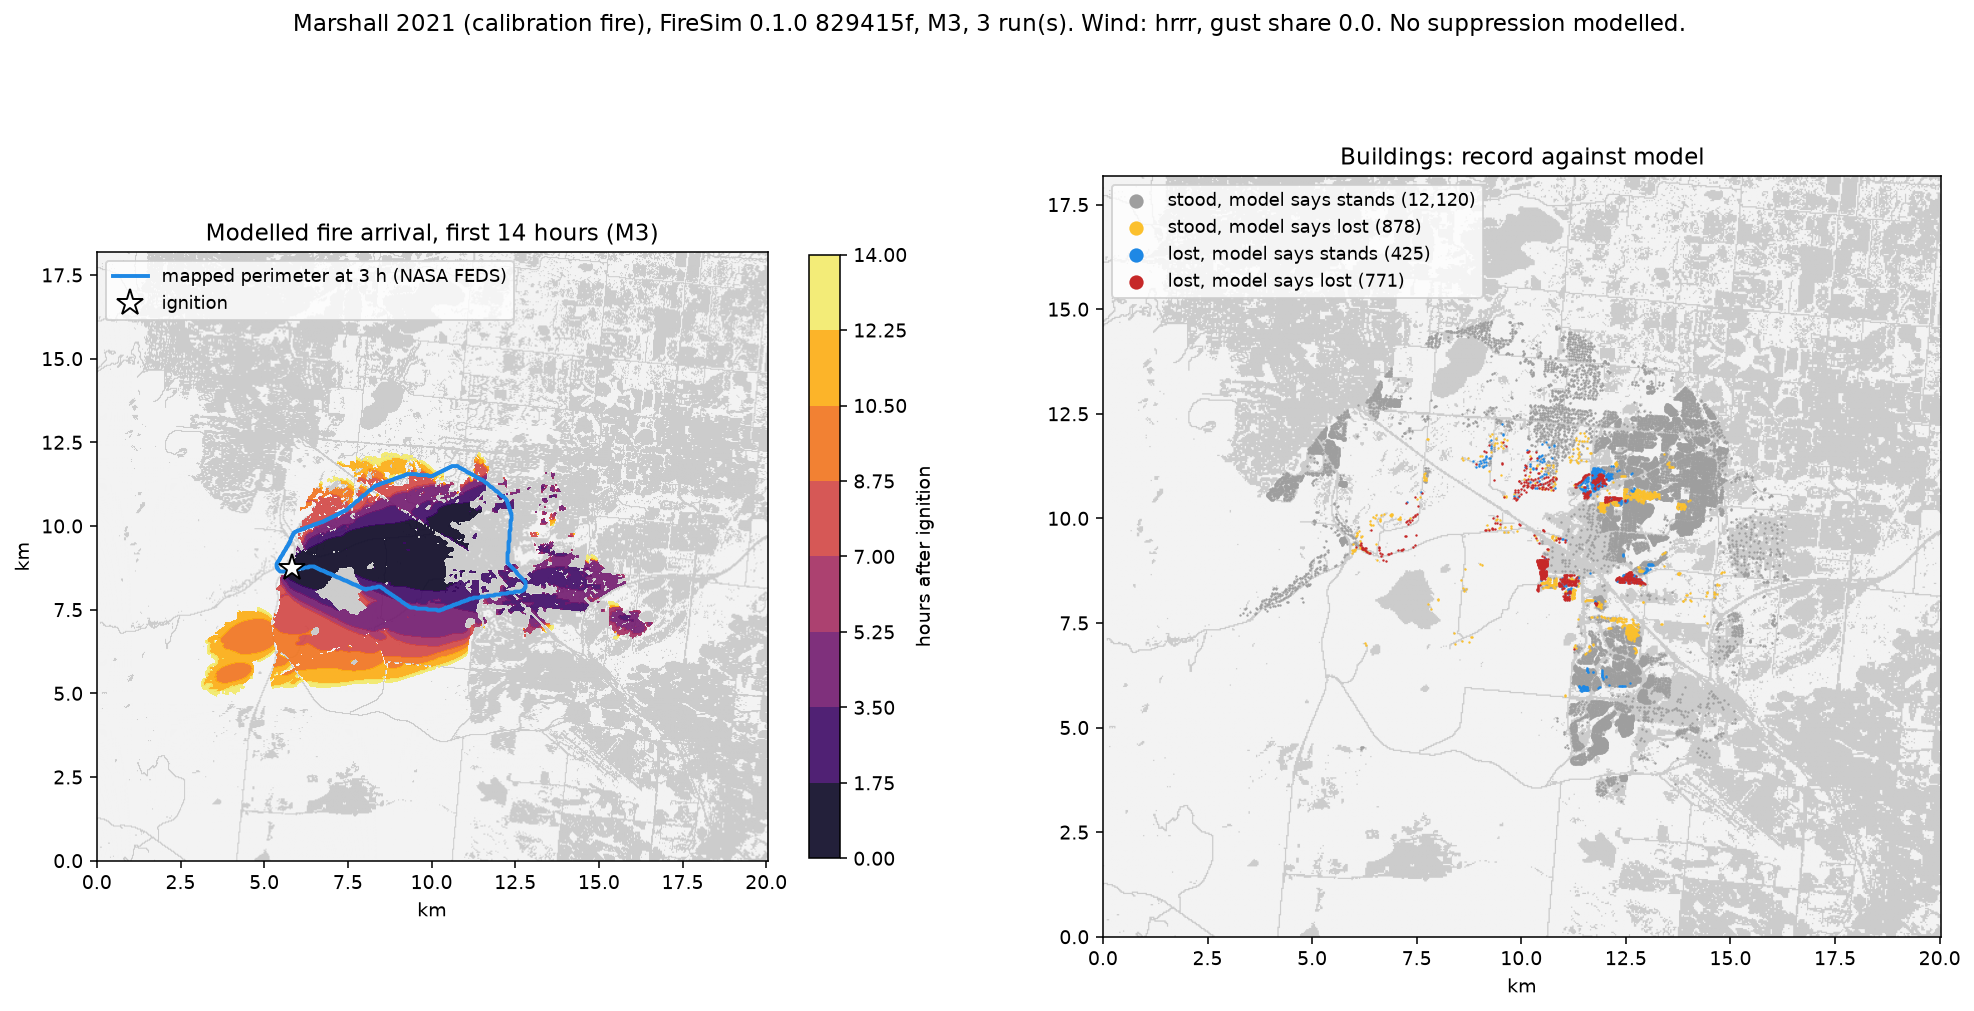 Marshall 2021 (calibration fire), FireSim 0.1.0 829415f, M3, 3 run(s). Wind: hrrr, gust share 0.0. No suppression modelled.
Modelled fire arrival, first 14 hours (M3)
mapped perimeter at 3 h (NASA FEDS)
ignition
17.5
15.0
12.5
10.0
7.5
5.0
2.5
0.0
km
0.0 2.5 5.0 7.5 10.0 12.5 15.0 17.5 20.0
km
14.00
12.25
10.50
8.75
7.00
5.25
3.50
1.75
0.00
hours after ignition
Buildings: record against model
stood, model says stands (12,120)
stood, model says lost (878)
lost, model says stands (425)
lost, model says lost (771)
17.5
15.0
12.5
10.0
7.5
5.0
2.5
0.0
0.0 2.5 5.0 7.5 10.0 12.5 15.0 17.5 20.0
km